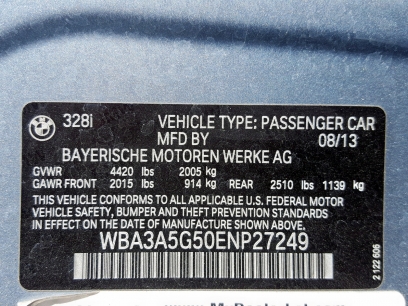 BMW
328i VEHICLE TYPE: PASSENGER CAR
MFD BY 08/13
BAYERISCHE MOTOREN WERKE AG
GVWR 4420 lbs 2005 kg
GAWR FRONT 2015 lbs 914 kg REAR 2510 lbs 1139 kg
THIS VEHICLE CONFORMS TO ALL APPLICABLE U.S. FEDERAL MOTOR
VEHICLE, BUMPER AND THEFT PREVENTION STANDARDS
IN EFFECT ON THE DATE OF MANUFACTURE SHOWN ABOVE.
WBA3A5G50ENP27249
2 122 606